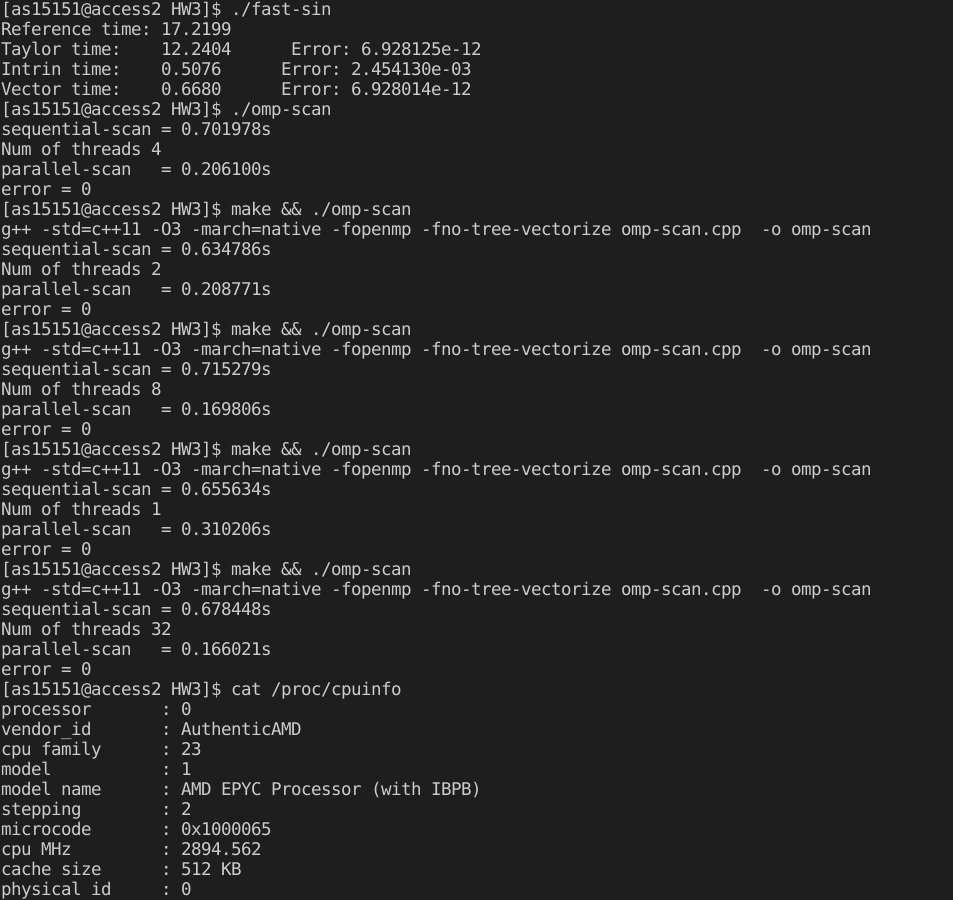 [as15151@access2 HW3]$ ./fast-sin
Reference time: 17.2199
Taylor time:    12.2404      Error: 6.928125e-12
Intrin time:    0.5076      Error: 2.454130e-03
Vector time:    0.6680      Error: 6.928014e-12
[as15151@access2 HW3]$ ./omp-scan
sequential-scan = 0.701978s
Num of threads 4
parallel-scan   = 0.206100s
error = 0
[as15151@access2 HW3]$ make && ./omp-scan
g++ -std=c++11 -O3 -march=native -fopenmp -fno-tree-vectorize omp-scan.cpp  -o omp-scan
sequential-scan = 0.634786s
Num of threads 2
parallel-scan   = 0.208771s
error = 0
[as15151@access2 HW3]$ make && ./omp-scan
g++ -std=c++11 -O3 -march=native -fopenmp -fno-tree-vectorize omp-scan.cpp  -o omp-scan
sequential-scan = 0.715279s
Num of threads 8
parallel-scan   = 0.169806s
error = 0
[as15151@access2 HW3]$ make && ./omp-scan
g++ -std=c++11 -O3 -march=native -fopenmp -fno-tree-vectorize omp-scan.cpp  -o omp-scan
sequential-scan = 0.655634s
Num of threads 1
parallel-scan   = 0.310206s
error = 0
[as15151@access2 HW3]$ make && ./omp-scan
g++ -std=c++11 -O3 -march=native -fopenmp -fno-tree-vectorize omp-scan.cpp  -o omp-scan
sequential-scan = 0.678448s
Num of threads 32
parallel-scan   = 0.166021s
error = 0
[as15151@access2 HW3]$ cat /proc/cpuinfo
processor       : 0
vendor_id       : AuthenticAMD
cpu family      : 23
model           : 1
model name      : AMD EPYC Processor (with IBPB)
stepping        : 2
microcode       : 0x1000065
cpu MHz         : 2894.562
cache size      : 512 KB
physical id     : 0